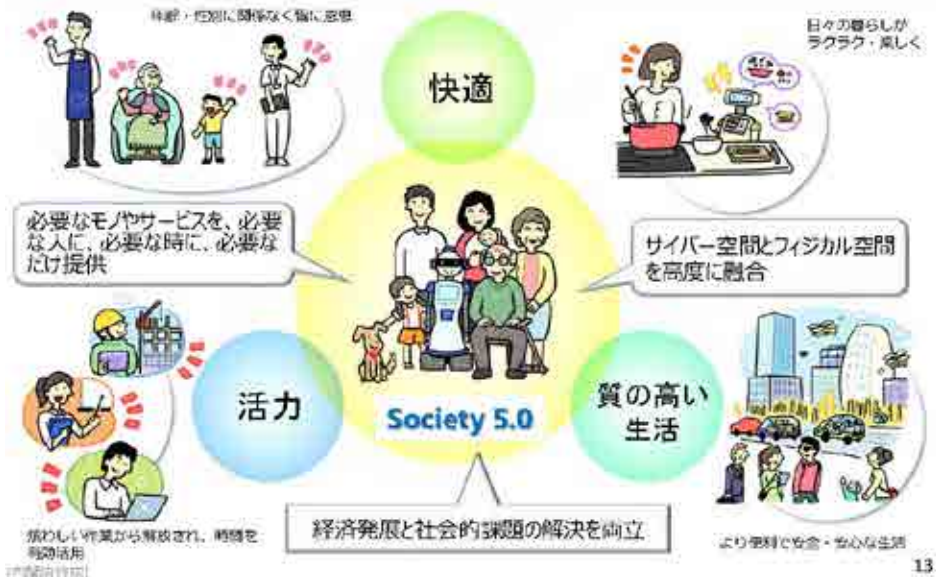 年齢・性別に関係なく皆に恩恵
快適
日々の暮らしが
ラクラク・楽しく
必要なモノやサービスを、必要
な人に、必要な時に、必要な
だけ提供
サイバー空間とフィジカル空間
を高度に融合
活力
Society 5.0
質の高い
生活
経済発展と社会的課題の解決を両立
煩わしい作業から解放され、時間を
有効活用
より便利で安全・安心な生活
13